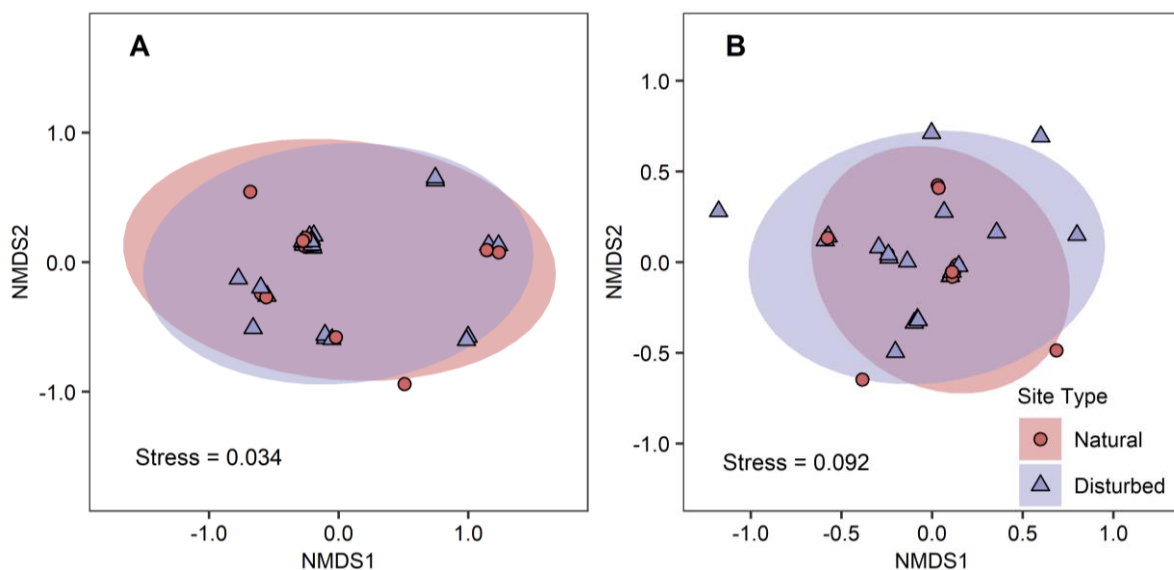 A
NMDS2
1.0
0.0
-1.0
Stress = 0.034
-1.0 0.0 1.0
NMDS1
B
NMDS2
1.0
0.5
0.0
-0.5
-1.0
Stress = 0.092
Site Type
Natural
Disturbed
-1.0 -0.5 0.0 0.5 1.0
NMDS1